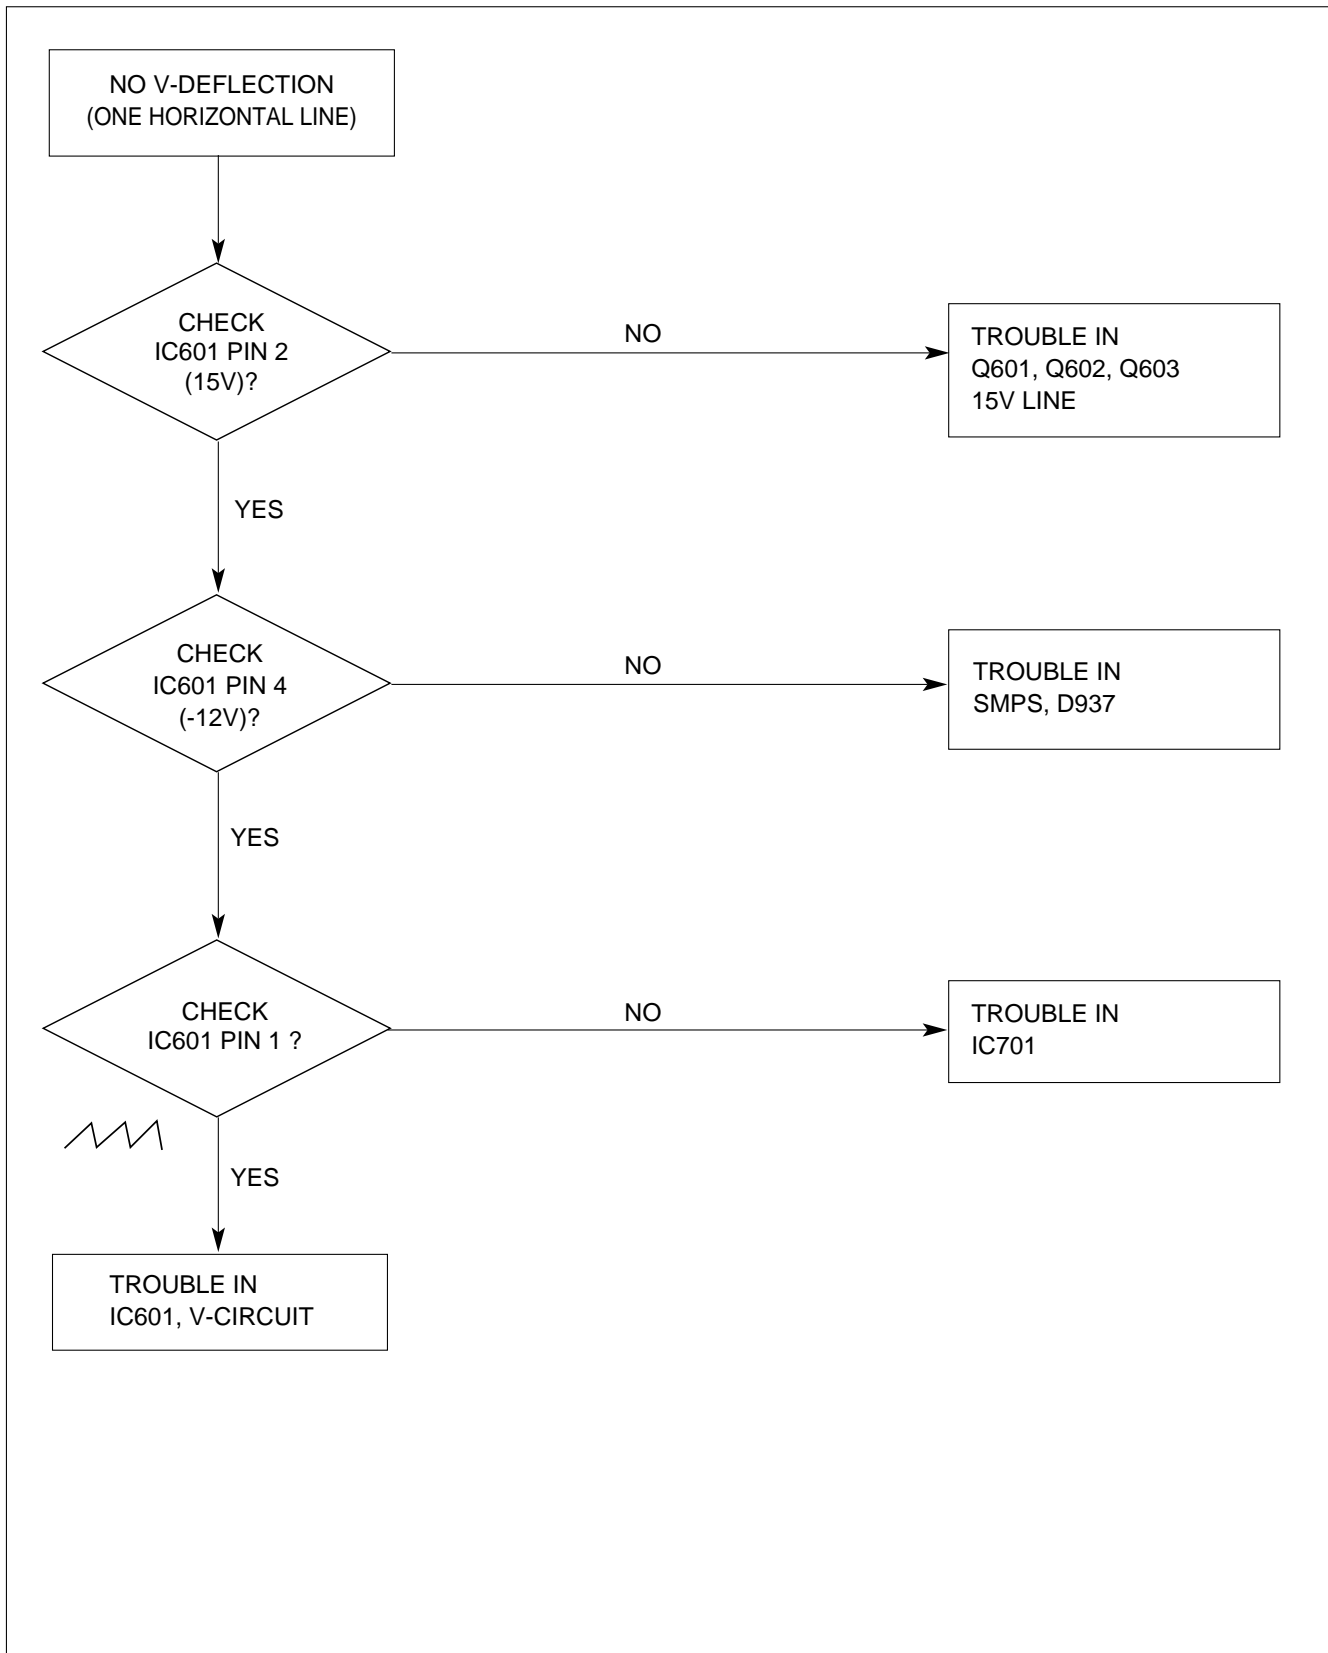 NO V-DEFLECTION
(ONE HORIZONTAL LINE)
CHECK
IC601 PIN 2
(15V)?
NO
TROUBLE IN
Q601, Q602, Q603
15V LINE
YES
CHECK
IC601 PIN 4
(-12V)?
NO
TROUBLE IN
SMPS, D937
YES
CHECK
IC601 PIN 1 ?
NO
TROUBLE IN
IC701
YES
TROUBLE IN
IC601, V-CIRCUIT